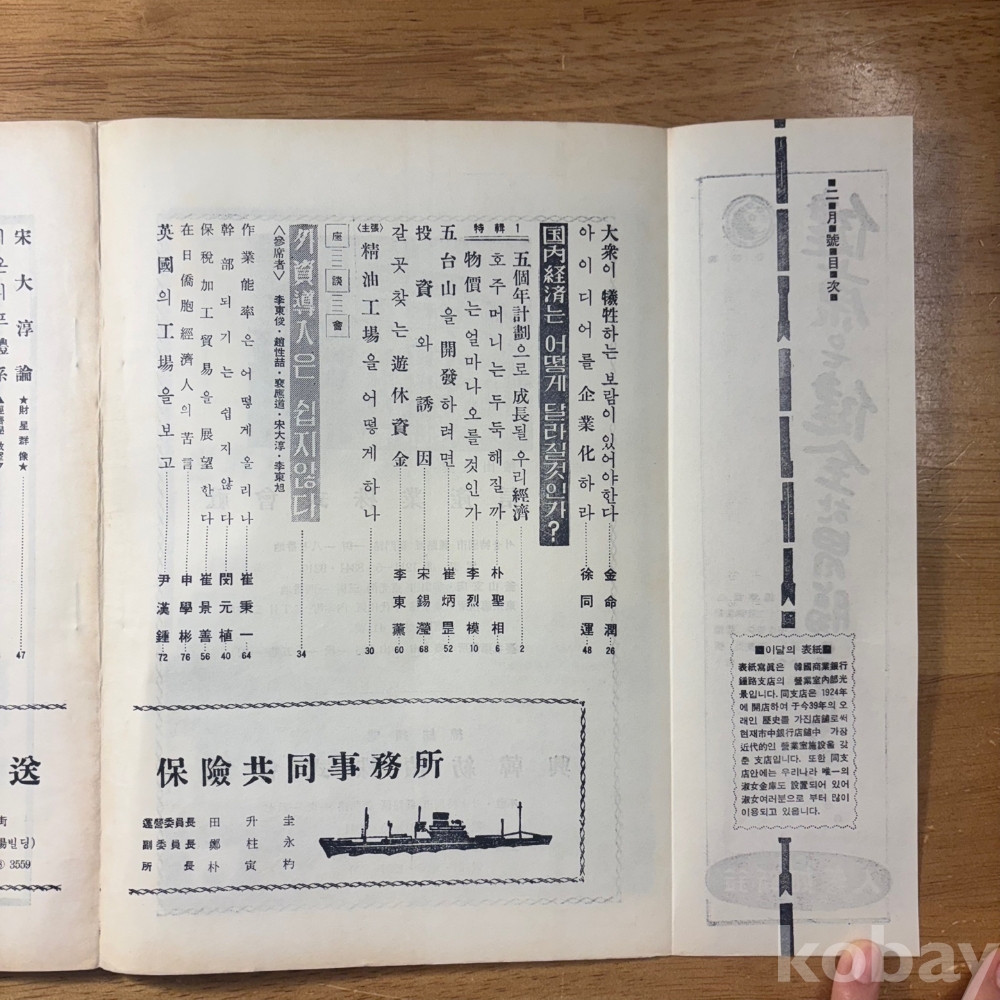 ■二■月■號■目■次■
■이달의 表紙■
表紙寫眞은 韓國商業銀行
鍾路支店의 營業室內部光
景입니다. 同支店은 1924年
에 開店하여 于今39年의 오
래인 歷史를 가진店舖로써
現在市中銀行店舖中 가장
近代的인 營業室施設을 갖
춘 支店입니다. 또한 同支
店안에는 우리나라 唯一의
淑女金庫도 設置되어 있어
淑女여러분으로 부터 많이
이용되고 있읍니다.
大衆이 犧牲하는 보람이 있어야한다 金命潤 26
아이디어를 企業化하라 徐同運 48
国内経済는 어떻게 달라질것인가?
特輯1
五個年計劃으로 成長될 우리經濟 2
호주머니는 두둑해질까 朴聖相 6
物價는 얼마나 오를것인가 李烈模 10
五台山을 開發하려면 崔炳昱 52
投資와 誘因 宋錫瀅 68
갈곳찾는 遊休資金 李東薰 60
〈主張〉 精油工場을 어떻게 하나 30
座談會
外資導入은 쉽지않다 34
〈參席者〉 李東俊・趙性喆・裵應道・宋大淳・李東旭
作業能率은 어떻게 올리나 崔秉一 64
幹部되기는 쉽지 않다 閔元植 40
保稅加工貿易을 展望한다 崔景善 56
在日僑胞經濟人의 苦言 申學彬 76
英國의 工場을 보고 尹漢鍾 72
保險共同事務所
運營委員長 田升圭
副委員長 鄭柱永
所長 朴寅杓
宋大淳論 ★財星群像★ 47
送
街
빌딩)
3559
kobay